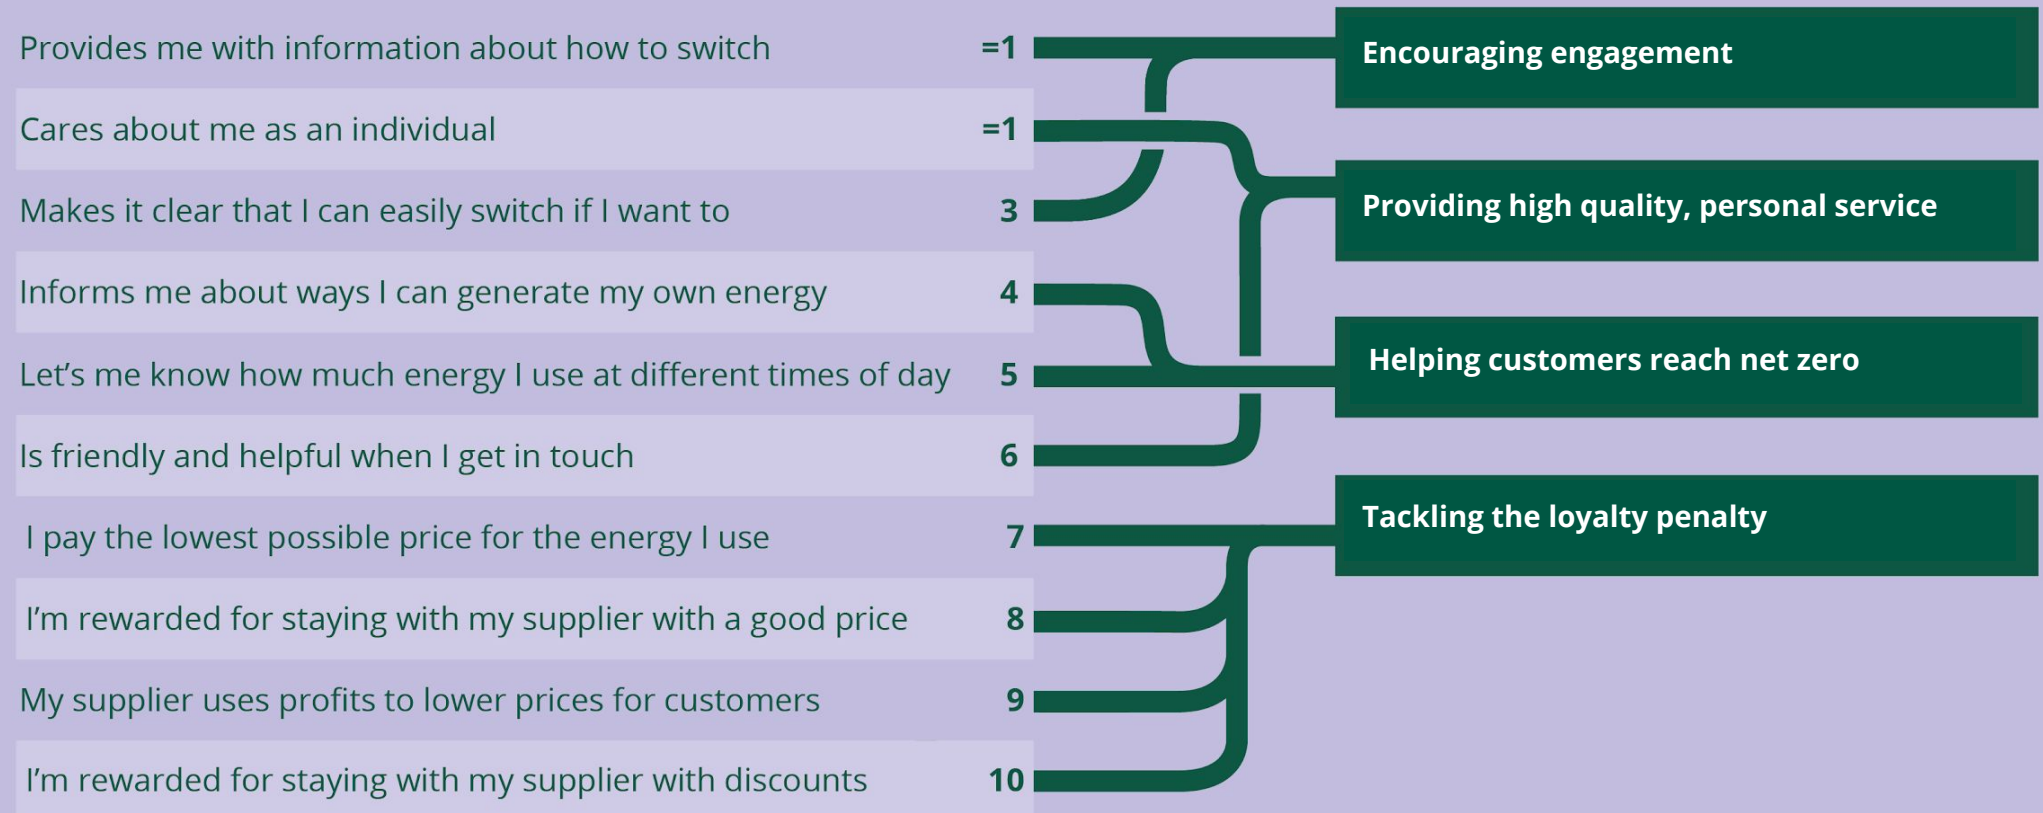 Provides me with information about how to switch =1
Cares about me as an individual =1
Makes it clear that I can easily switch if I want to 3
Informs me about ways I can generate my own energy 4
Let’s me know how much energy I use at different times of day 5
Is friendly and helpful when I get in touch 6
I pay the lowest possible price for the energy I use 7
I’m rewarded for staying with my supplier with a good price 8
My supplier uses profits to lower prices for customers 9
I’m rewarded for staying with my supplier with discounts 10
Encouraging engagement
Providing high quality, personal service
Helping customers reach net zero
Tackling the loyalty penalty